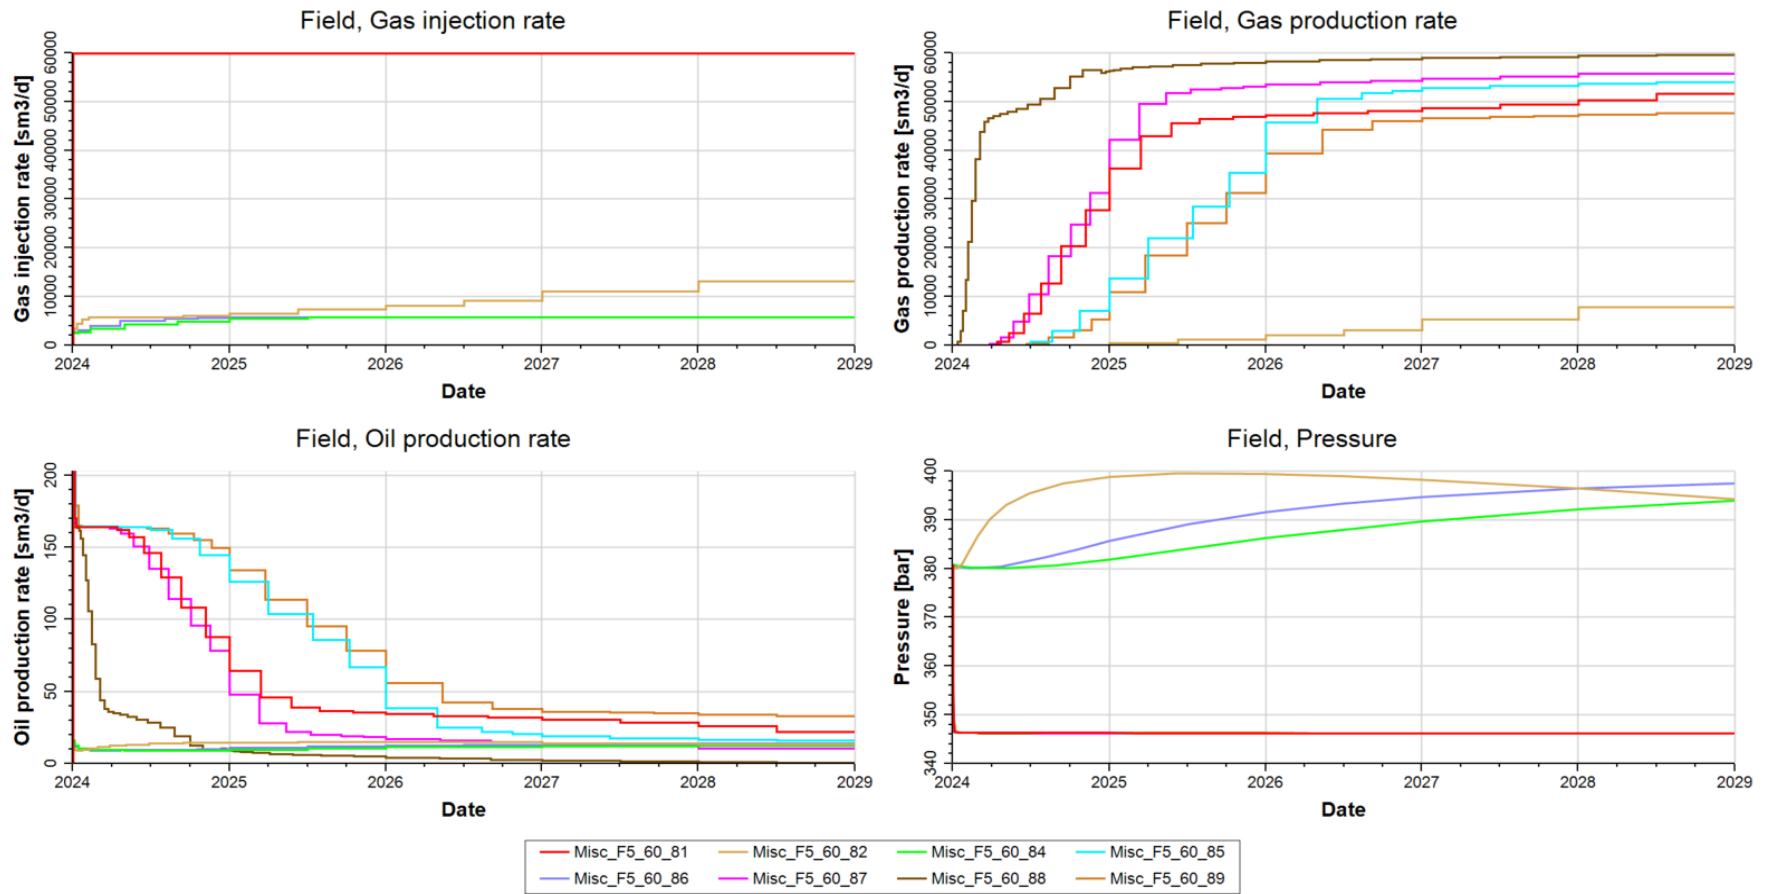 Field, Gas injection rate
Gas injection rate [sm3/d]
60000
50000
40000
30000
20000
10000
0
2024 2025 2026 2027 2028 2029
Date
Field, Gas production rate
Gas production rate [sm3/d]
60000
50000
40000
30000
20000
10000
0
2024 2025 2026 2027 2028 2029
Date
Field, Oil production rate
Oil production rate [sm3/d]
200
150
100
50
0
2024 2025 2026 2027 2028 2029
Date
Field, Pressure
Pressure [bar]
400
390
380
370
360
350
340
2024 2025 2026 2027 2028 2029
Date
Misc_F5_60_81 Misc_F5_60_82 Misc_F5_60_84 Misc_F5_60_85
Misc_F5_60_86 Misc_F5_60_87 Misc_F5_60_88 Misc_F5_60_89